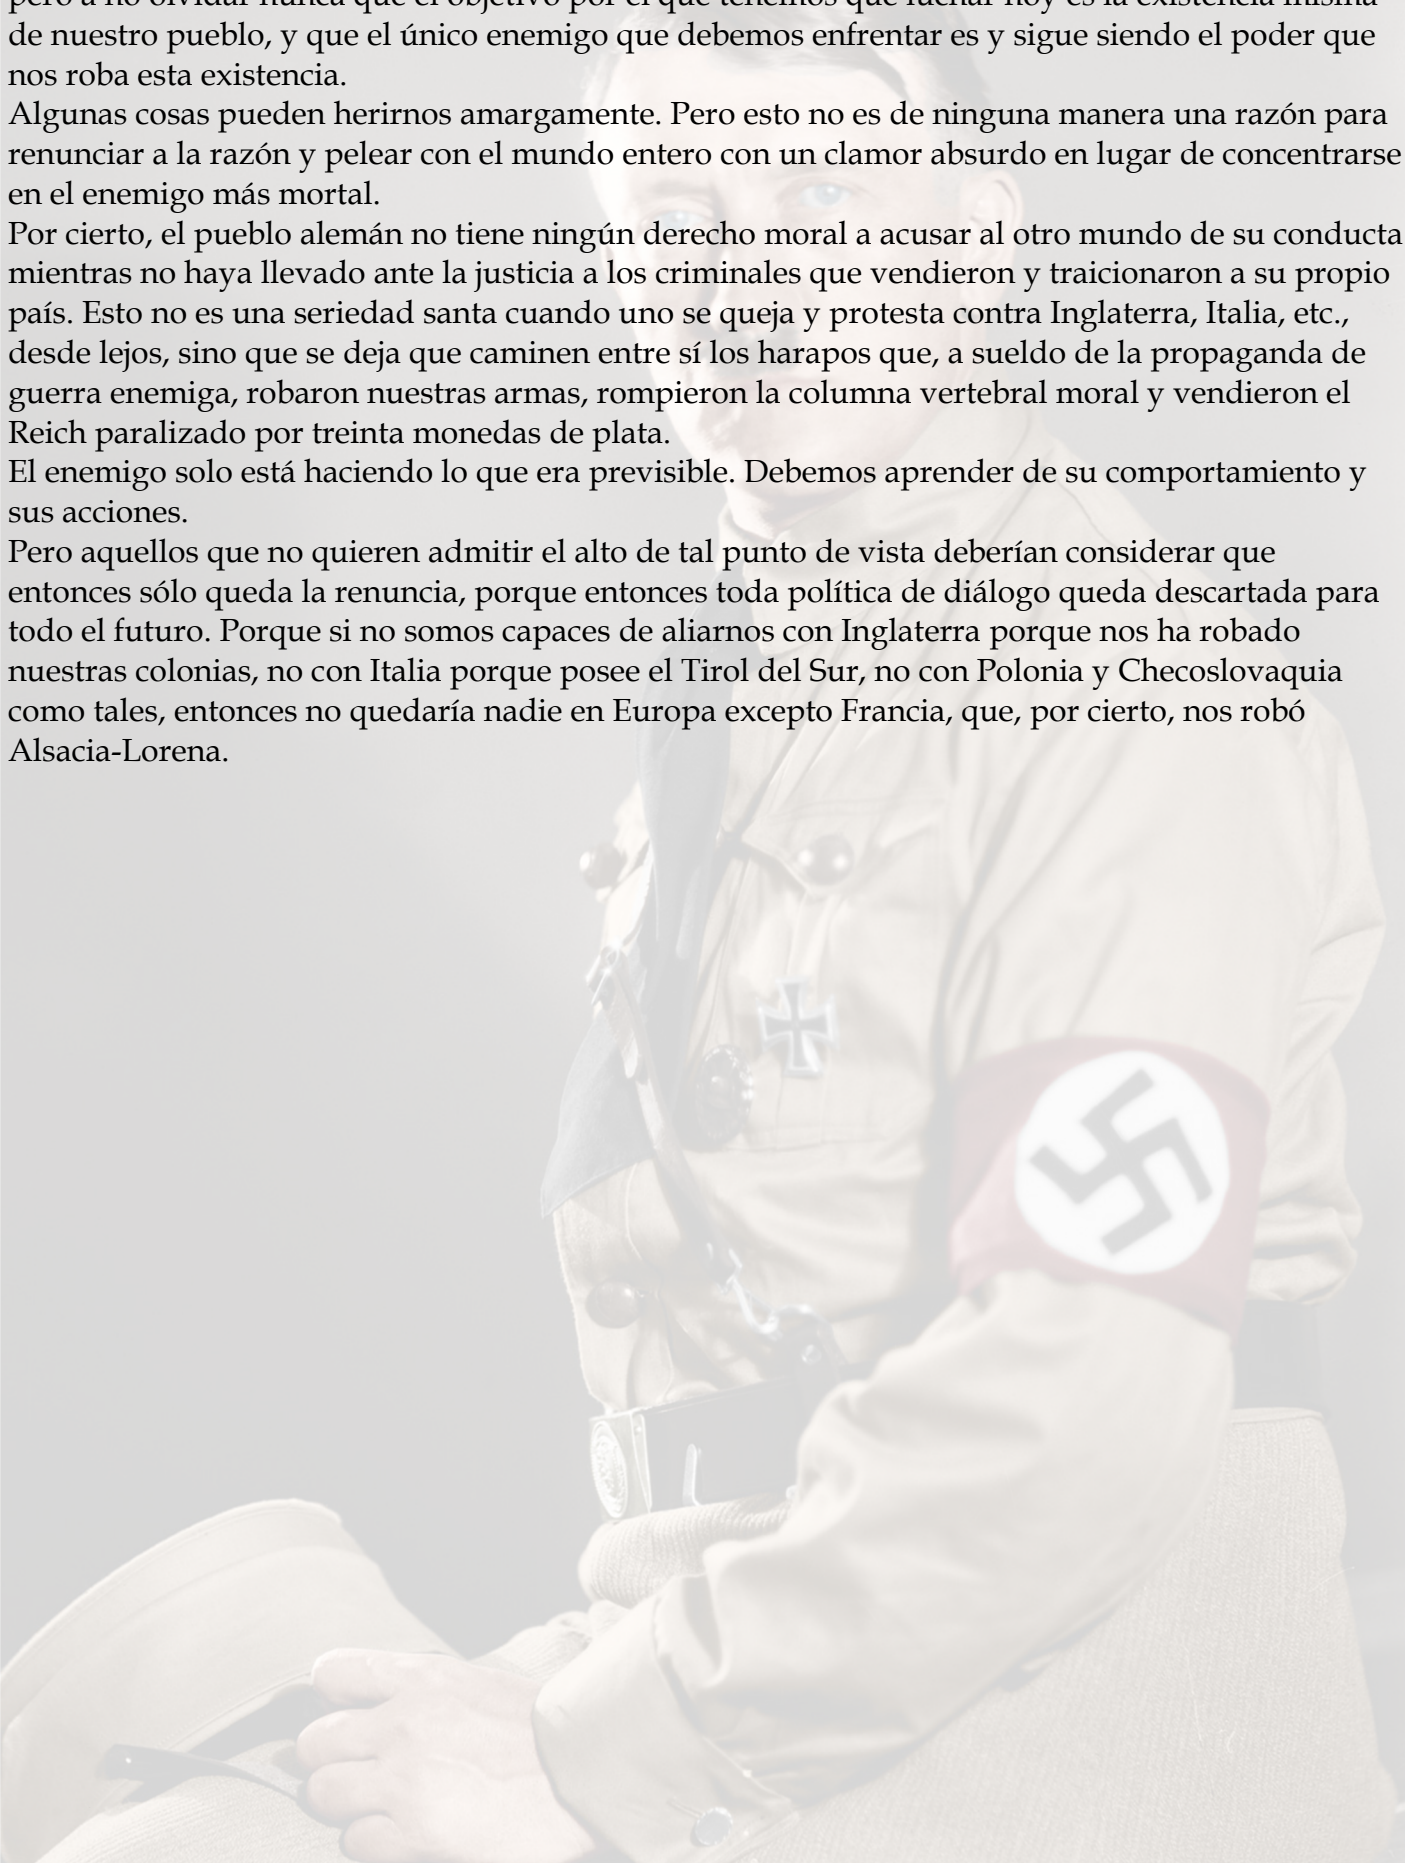 pero a no olvidar nunca que el objetivo por el que tenemos que luchar hoy es la existencia misma
de nuestro pueblo, y que el único enemigo que debemos enfrentar es y sigue siendo el poder que
nos roba esta existencia.
Algunas cosas pueden herirnos amargamente. Pero esto no es de ninguna manera una razón para
renunciar a la razón y pelear con el mundo entero con un clamor absurdo en lugar de concentrarse
en el enemigo más mortal.
Por cierto, el pueblo alemán no tiene ningún derecho moral a acusar al otro mundo de su conducta
mientras no haya llevado ante la justicia a los criminales que vendieron y traicionaron a su propio
país. Esto no es una seriedad santa cuando uno se queja y protesta contra Inglaterra, Italia, etc.,
desde lejos, sino que se deja que caminen entre sí los harapos que, a sueldo de la propaganda de
guerra enemiga, robaron nuestras armas, rompieron la columna vertebral moral y vendieron el
Reich paralizado por treinta monedas de plata.
El enemigo solo está haciendo lo que era previsible. Debemos aprender de su comportamiento y
sus acciones.
Pero aquellos que no quieren admitir el alto de tal punto de vista deberían considerar que
entonces sólo queda la renuncia, porque entonces toda política de diálogo queda descartada para
todo el futuro. Porque si no somos capaces de aliarnos con Inglaterra porque nos ha robado
nuestras colonias, no con Italia porque posee el Tirol del Sur, no con Polonia y Checoslovaquia
como tales, entonces no quedaría nadie en Europa excepto Francia, que, por cierto, nos robó
Alsacia-Lorena.